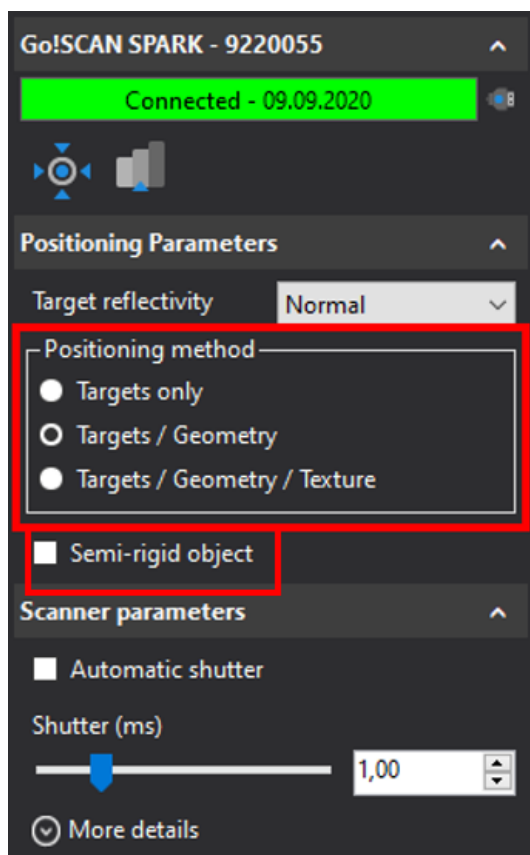 Go!SCAN SPARK - 9220055
Connected - 09.09.2020
Positioning Parameters
Target reflectivity Normal
Positioning method
Targets only
Targets / Geometry
Targets / Geometry / Texture
Semi-rigid object
Scanner parameters
Automatic shutter
Shutter (ms)
1,00
More details